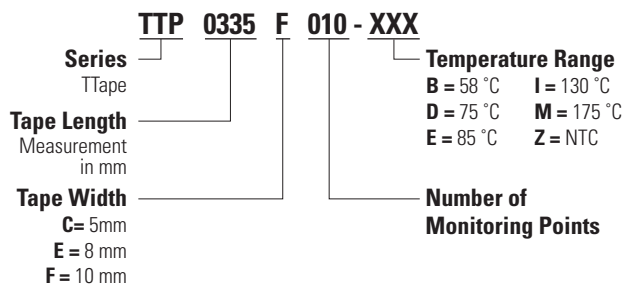 TTP 0335 F 010 - XXX
Series
TTape
Tape Length
Measurement
in mm
Tape Width
C= 5mm
E = 8 mm
F = 10 mm
Temperature Range
B = 58 ˚C I = 130 ˚C
D = 75 ˚C M = 175 ˚C
E = 85 ˚C Z = NTC
Number of
Monitoring Points